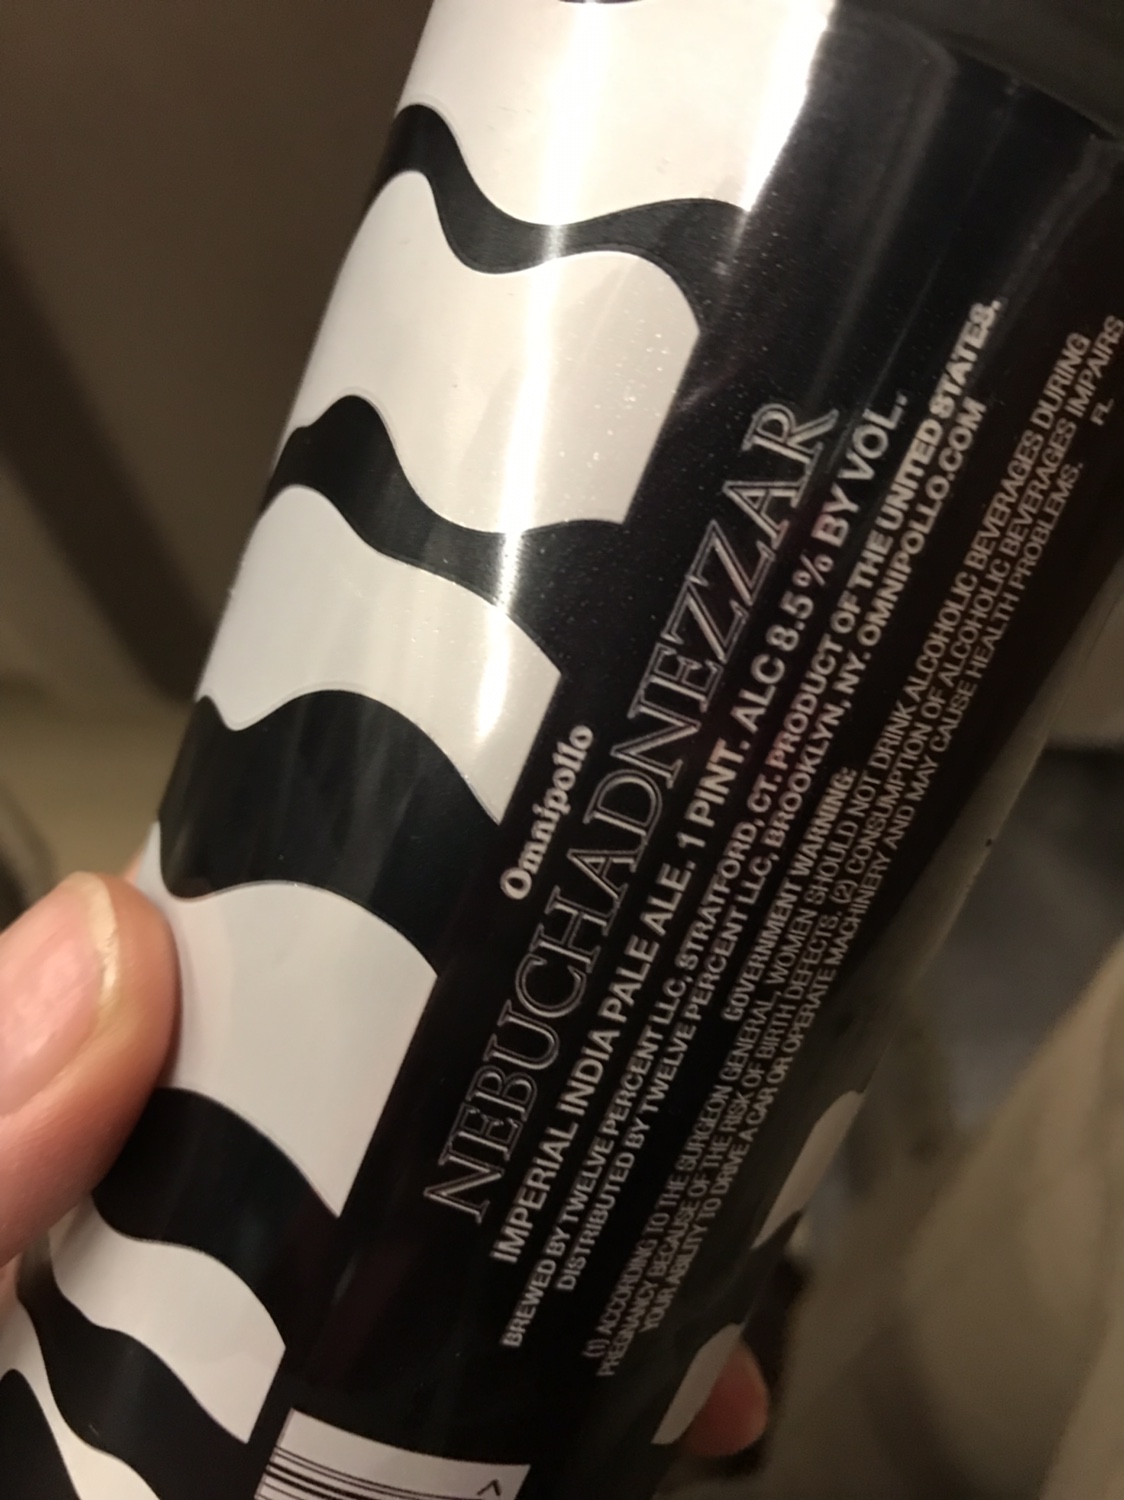 Omnipollo
NEBUCHADNEZZAR
IMPERIAL INDIA PALE ALE. 1 PINT. ALC 8.5% BY VOL.
BREWED BY TWELVE PERCENT LLC, STRATFORD, CT. PRODUCT OF THE UNITED STATES.
DISTRIBUTED BY TWELVE PERCENT LLC, BROOKLYN, NY. OMNIPOLLO.COM
GOVERNMENT WARNING:
(1) ACCORDING TO THE SURGEON GENERAL, WOMEN SHOULD NOT DRINK ALCOHOLIC BEVERAGES DURING
PREGNANCY BECAUSE OF THE RISK OF BIRTH DEFECTS. (2) CONSUMPTION OF ALCOHOLIC BEVERAGES IMPAIRS
YOUR ABILITY TO DRIVE A CAR OR OPERATE MACHINERY AND MAY CAUSE HEALTH PROBLEMS.
FL